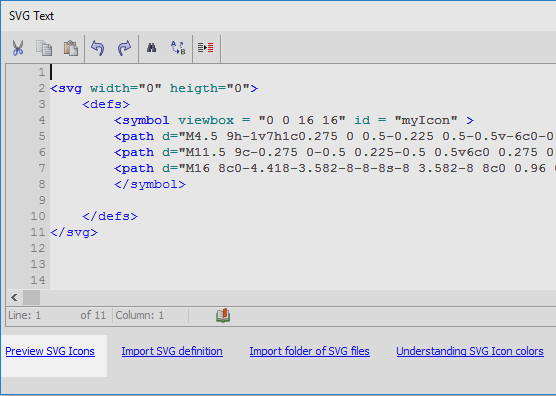 SVG Text
1
2 <svg width="0" heigth="0">
3 <defs>
4 <symbol viewbox = "0 0 16 16" id = "myIcon" >
5 <path d="M4.5 9h-1v7h1c0.275 0 0.5-0.225 0.5-0.5v-6c0-0
6 <path d="M11.5 9c-0.275 0-0.5 0.225-0.5 0.5v6c0 0.275 0
7 <path d="M16 8c0-4.418-3.582-8-8-8s-8 3.582-8 8c0 0.96 0
8 </symbol>
9
10 </defs>
11 </svg>
12
13
14
Line: 1 of 11 Column: 1
Preview SVG Icons Import SVG definition Import folder of SVG files Understanding SVG Icon colors